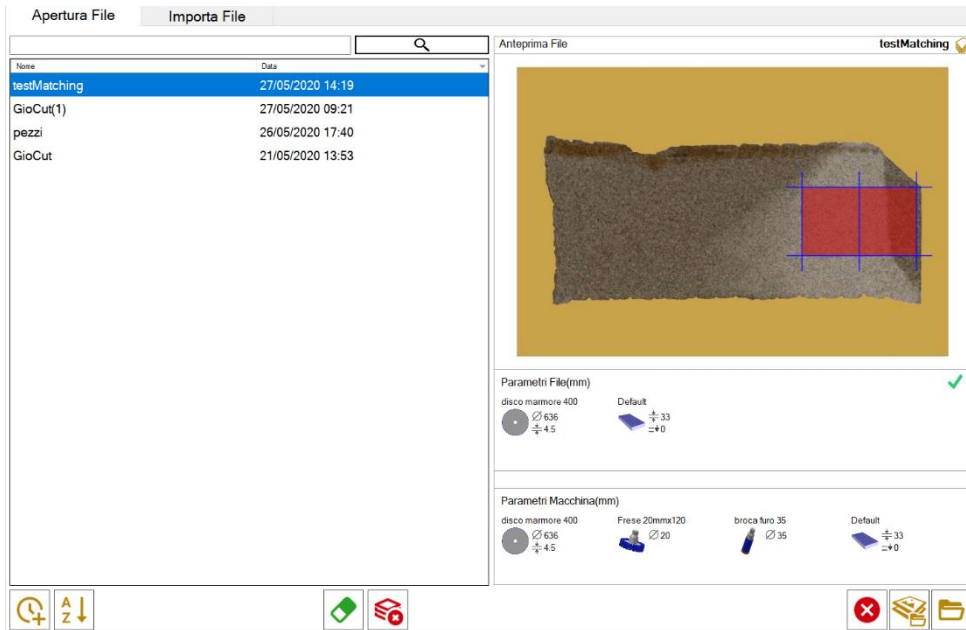 Apertura File
Importa File
Anteprima File
testMatching
Nome
Data
testMatching 27/05/2020 14:19
GioCut(1) 27/05/2020 09:21
pezzi 26/05/2020 17:40
GioCut 21/05/2020 13:53
Parametri File(mm)
disco marmore 400
Default
Ø 636
4.5
33
0
Parametri Macchina(mm)
disco marmore 400
Frese 20mmx120
broca furo 35
Default
Ø 636
4.5
Ø 20
Ø 35
33
0
A
Z